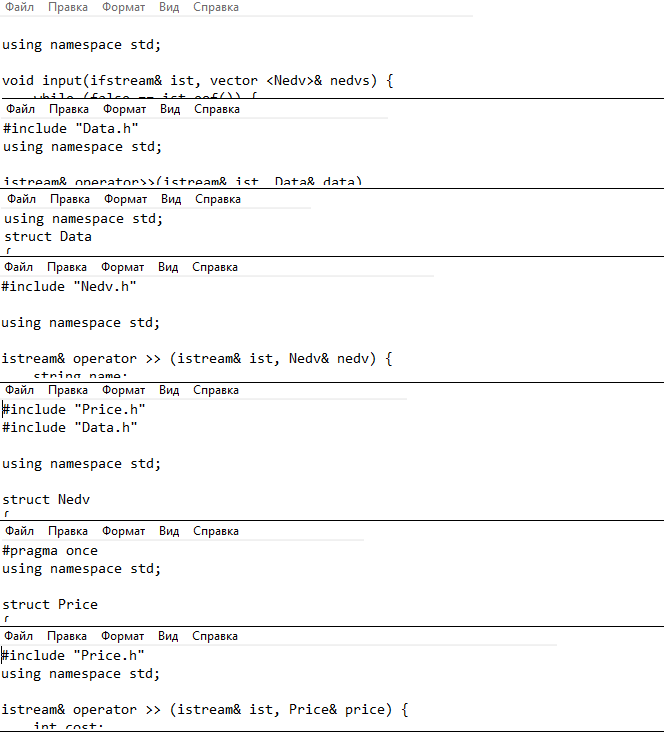 Файл Правка Формат Вид Справка
using namespace std;
void input(ifstream& ist, vector <Nedv>& nedvs) {
while (false == ist.eof()) {
Файл Правка Формат Вид Справка
#include "Data.h"
using namespace std;
istream& operator>>(istream& ist, Data& data)
Файл Правка Формат Вид Справка
using namespace std;
struct Data
{
Файл Правка Формат Вид Справка
#include "Nedv.h"
using namespace std;
istream& operator >> (istream& ist, Nedv& nedv) {
string name;
Файл Правка Формат Вид Справка
#include "Price.h"
#include "Data.h"
using namespace std;
struct Nedv
{
Файл Правка Формат Вид Справка
#pragma once
using namespace std;
struct Price
{
Файл Правка Формат Вид Справка
#include "Price.h"
using namespace std;
istream& operator >> (istream& ist, Price& price) {
int cost;